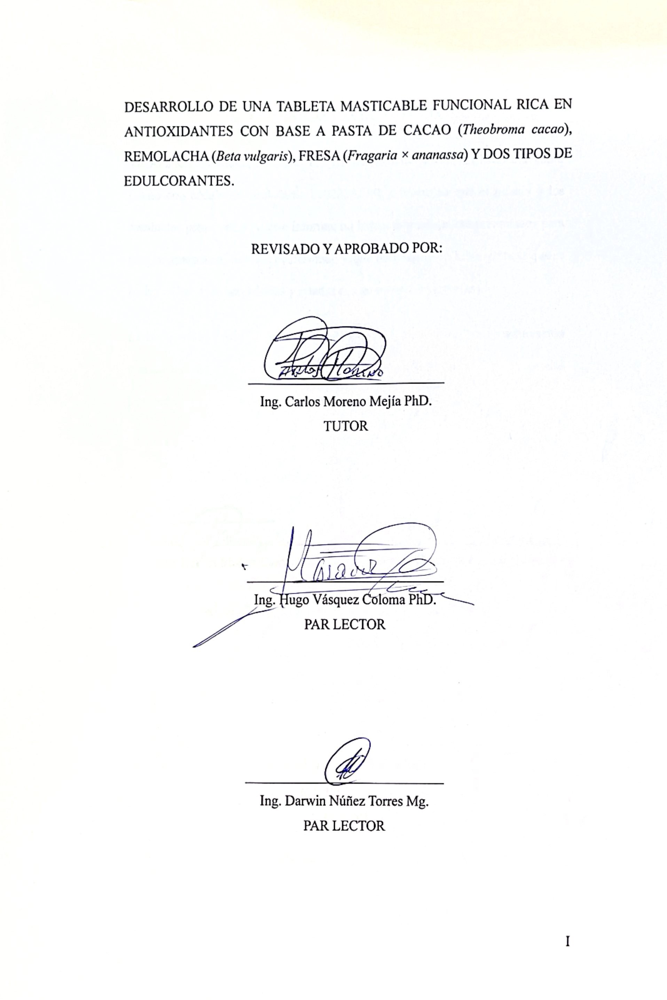 DESARROLLO DE UNA TABLETA MASTICABLE FUNCIONAL RICA EN
ANTIOXIDANTES CON BASE A PASTA DE CACAO (Theobroma cacao),
REMOLACHA (Beta vulgaris), FRESA (Fragaria × ananassa) Y DOS TIPOS DE
EDULCORANTES.
REVISADO Y APROBADO POR:
Carlos Moreno
Ing. Carlos Moreno Mejía PhD.
TUTOR
Ing. Hugo Vásquez Coloma PhD.
PAR LECTOR
Ing. Darwin Núñez Torres Mg.
PAR LECTOR
I